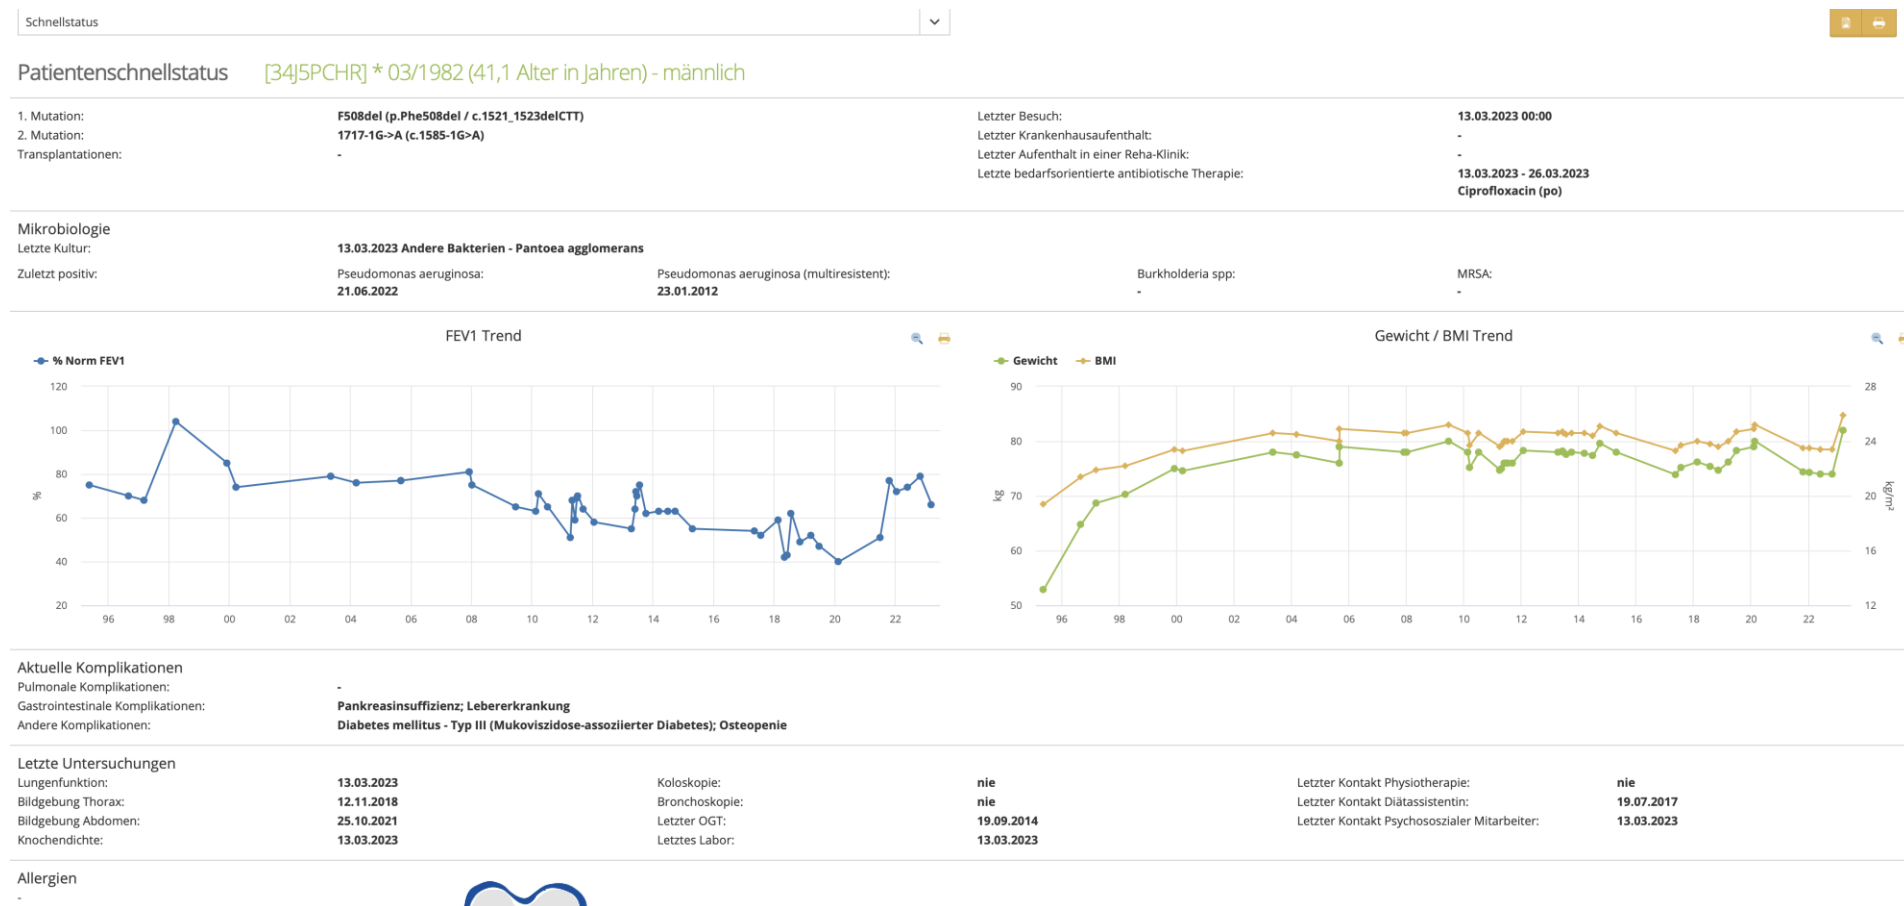 Schnellstatus
Patientenschnellstatus [34J5PCHR] * 03/1982 (41,1 Alter in Jahren) - männlich
1. Mutation: F508del (p.Phe508del / c.1521_1523delCTT)
2. Mutation: 1717-1G->A (c.1585-1G>A)
Transplantationen: -
Letzter Besuch: 13.03.2023 00:00
Letzter Krankenhausaufenthalt: -
Letzter Aufenthalt in einer Reha-Klinik: -
Letzte bedarfsorientierte antibiotische Therapie: 13.03.2023 - 26.03.2023
Ciprofloxacin (po)
Mikrobiologie
Letzte Kultur: 13.03.2023 Andere Bakterien - Pantoea agglomerans
Zuletzt positiv: Pseudomonas aeruginosa: Pseudomonas aeruginosa (multiresistent): Burkholderia spp: MRSA:
21.06.2022 23.01.2012 - -
FEV1 Trend
% Norm FEV1
120
100
80
60
40
20
%
96 98 00 02 04 06 08 10 12 14 16 18 20 22
Gewicht / BMI Trend
Gewicht BMI
90 28
80 24
70 20
60 16
50 12
kg
kg/m²
96 98 00 02 04 06 08 10 12 14 16 18 20 22
Aktuelle Komplikationen
Pulmonale Komplikationen: -
Gastrointestinale Komplikationen: Pankreasinsuffizienz; Lebererkrankung
Andere Komplikationen: Diabetes mellitus - Typ III (Mukoviszidose-assoziierter Diabetes); Osteopenie
Letzte Untersuchungen
Lungenfunktion: 13.03.2023 Koloskopie: nie Letzter Kontakt Physiotherapie: nie
Bildgebung Thorax: 12.11.2018 Bronchoskopie: nie Letzter Kontakt Diätassistentin: 19.07.2017
Bildgebung Abdomen: 25.10.2021 Letzter OGT: 19.09.2014 Letzter Kontakt Psychososzialer Mitarbeiter: 13.03.2023
Knochendichte: 13.03.2023 Letztes Labor: 13.03.2023
Allergien
-